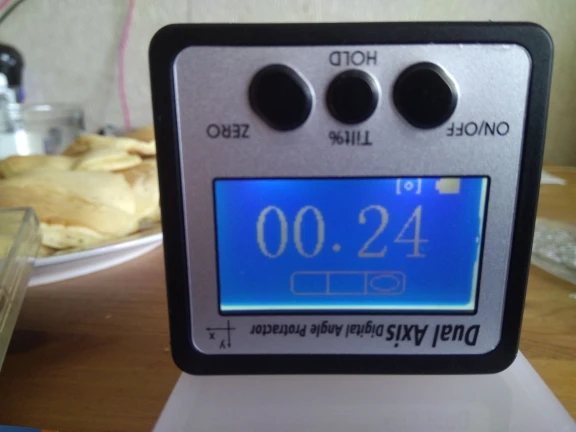 HOLD
ZERO
Tilt%
ON/OFF
00.24
Dual Axis Digital Angle Protractor
Y
X